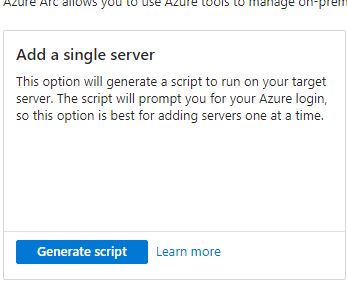 Azure Arc allows you to use Azure tools to manage on-prem
Add a single server
This option will generate a script to run on your target
server. The script will prompt you for your Azure login,
so this option is best for adding servers one at a time.
Generate script
Learn more